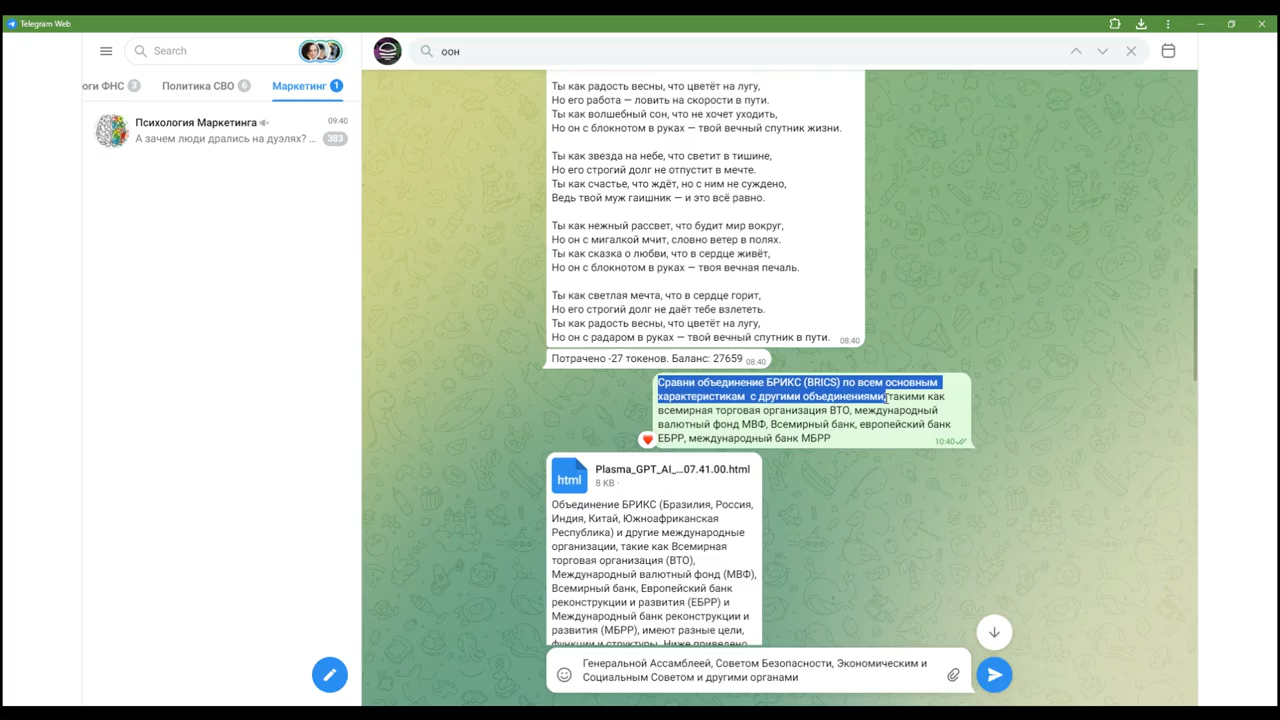 Telegram Web
Search
оон
оги ФНС 3
Политика СВО 6
Маркетинг 1
Психология Маркетинга
09:40
А зачем люди дрались на дуэлях? ...
383
Ты как радость весны, что цветёт на лугу,
Но его работа — ловить на скорости в пути.
Ты как волшебный сон, что не хочет уходить,
Но он с блокнотом в руках — твой вечный спутник жизни.
Ты как звезда на небе, что светит в тишине,
Но его строгий долг не отпустит в мечте.
Ты как счастье, что ждёт, но с ним не суждено,
Ведь твой муж гаишник — и это всё равно.
Ты как нежный рассвет, что будит мир вокруг,
Но он с мигалкой мчит, словно ветер в полях.
Ты как сказка о любви, что в сердце живёт,
Но он с блокнотом в руках — твоя вечная печаль.
Ты как светлая мечта, что в сердце горит,
Но его строгий долг не даёт тебе взлететь.
Ты как радость весны, что цветёт на лугу,
Но он с радаром в руках — твой вечный спутник в пути.
08:40
Потрачено -27 токенов. Баланс: 27659 08:40
Сравни объединение БРИКС (BRICS) по всем основным
характеристикам с другими объединениями, такими как
всемирная торговая организация ВТО, международный
валютный фонд МВФ, Всемирный банк, европейский банк
ЕБРР, международный банк МБРР
10:40
html
Plasma_GPT_AI_...07.41.00.html
8 KB ·
Объединение БРИКС (Бразилия, Россия,
Индия, Китай, Южноафриканская
Республика) и другие международные
организации, такие как Всемирная
торговая организация (ВТО),
Международный валютный фонд (МВФ),
Всемирный банк, Европейский банк
реконструкции и развития (ЕБРР) и
Международный банк реконструкции и
развития (МБРР), имеют разные цели,
функции и структуры. Ниже приведено
Генеральной Ассамблеей, Советом Безопасности, Экономическим и
Социальным Советом и другими органами